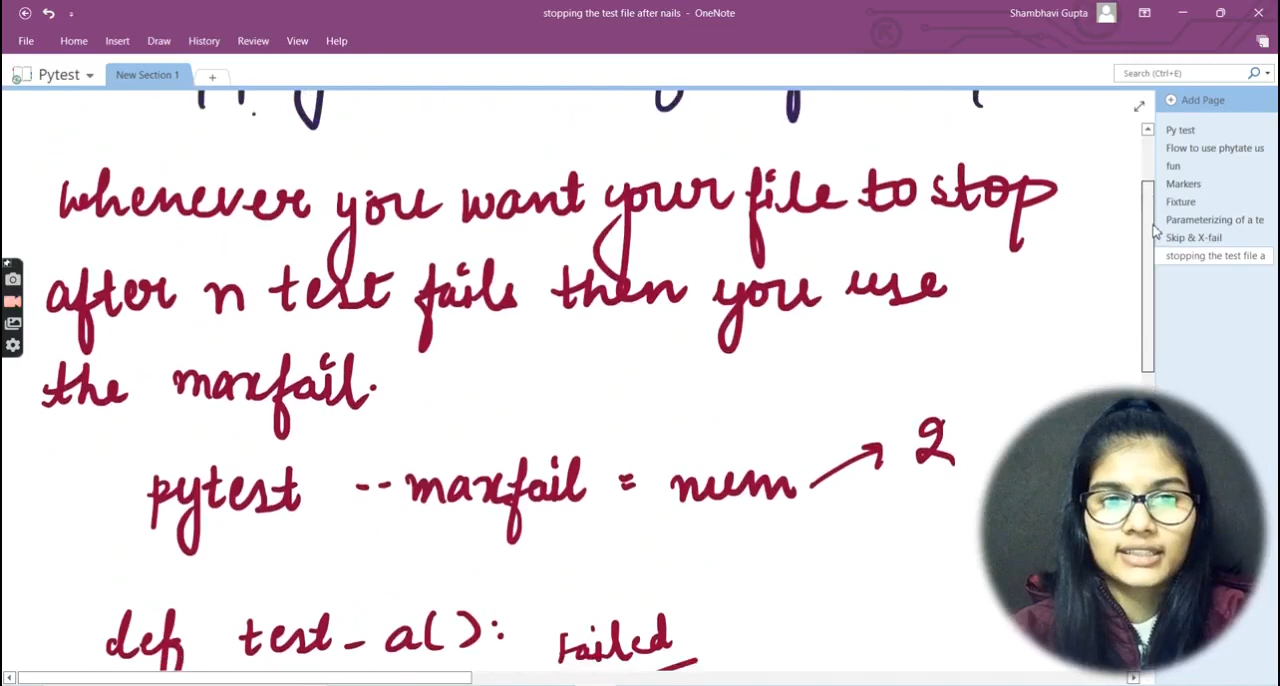 stopping the test file after nails - OneNote
Shambhavi Gupta
File Home Insert Draw History Review View Help
Pytest
New Section 1
Search (Ctrl+E)
Add Page
Py test
Flow to use phytate us
fun
Markers
Fixture
Parameterizing of a te
Skip & X-fail
stopping the test file a
whenever you want your file to stop
after n test fails then you use
the maxfail.
pytest --maxfail = num → 2
def test_a(): Failed